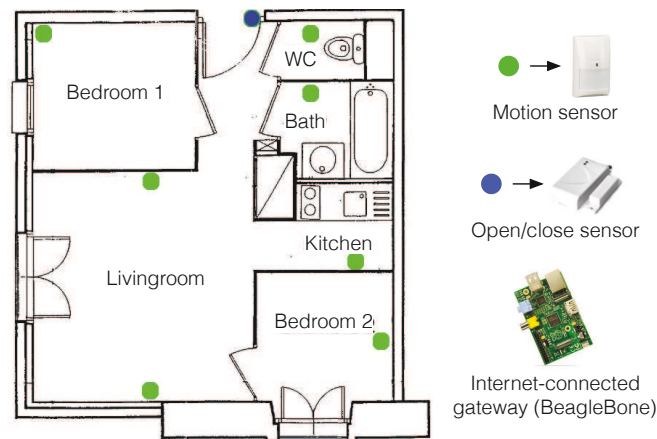 WC
Bedroom 1
Bath
Kitchen
Livingroom
Bedroom 2
Motion sensor
Open/close sensor
Internet-connected
gateway (BeagleBone)